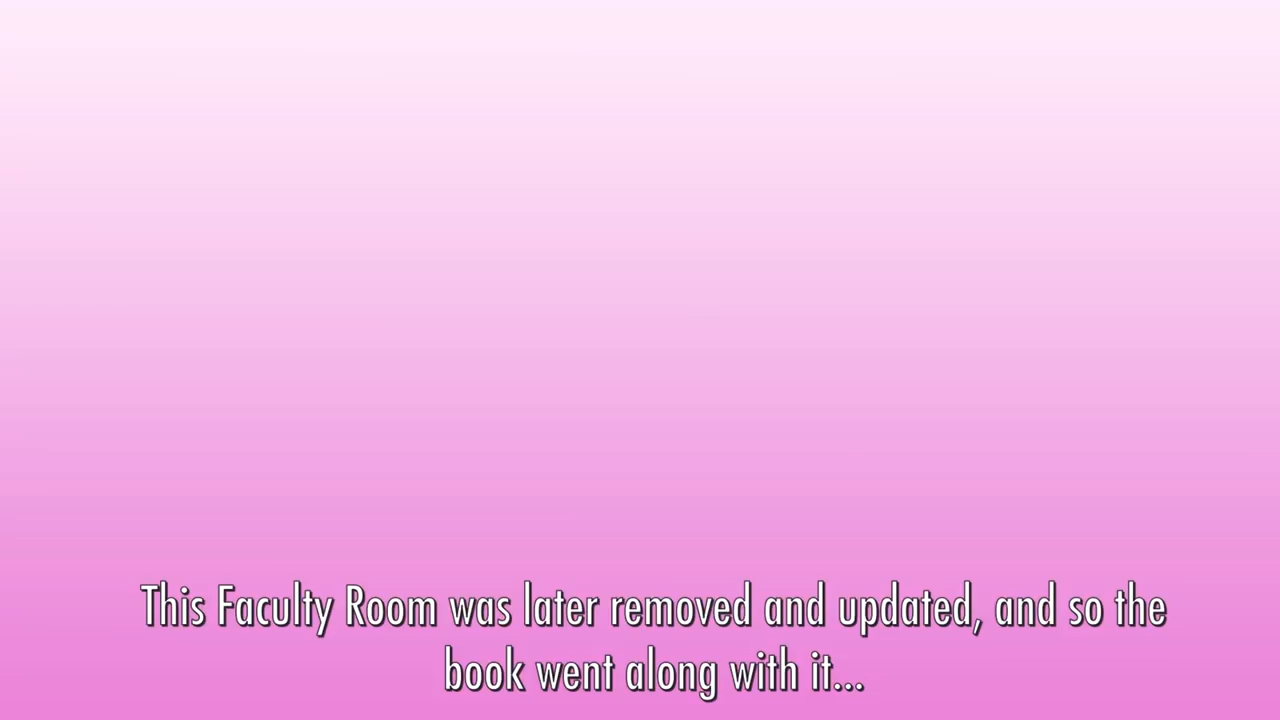 This Faculty Room was later removed and updated, and so the
book went along with it...